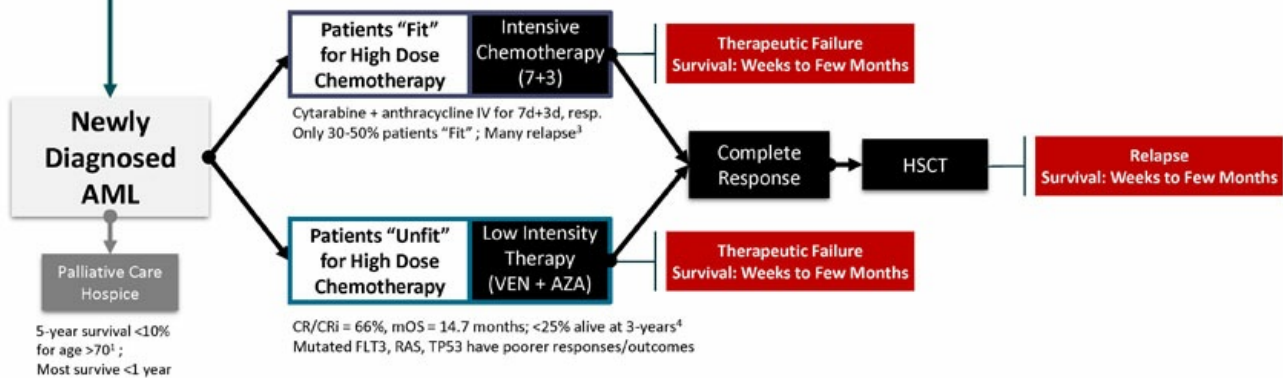 Newly
Diagnosed
AML
Palliative Care
Hospice
5-year survival <10%
for age >70¹ ;
Most survive <1 year
Patients “Fit”
for High Dose
Chemotherapy
Intensive
Chemotherapy
(7+3)
Cytarabine + anthracycline IV for 7d+3d, resp.
Only 30-50% patients “Fit” ; Many relapse³
Therapeutic Failure
Survival: Weeks to Few Months
Patients “Unfit”
for High Dose
Chemotherapy
Low Intensity
Therapy
(VEN + AZA)
CR/CRi = 66%, mOS = 14.7 months; <25% alive at 3-years⁴
Mutated FLT3, RAS, TP53 have poorer responses/outcomes
Therapeutic Failure
Survival: Weeks to Few Months
Complete
Response
HSCT
Relapse
Survival: Weeks to Few Months